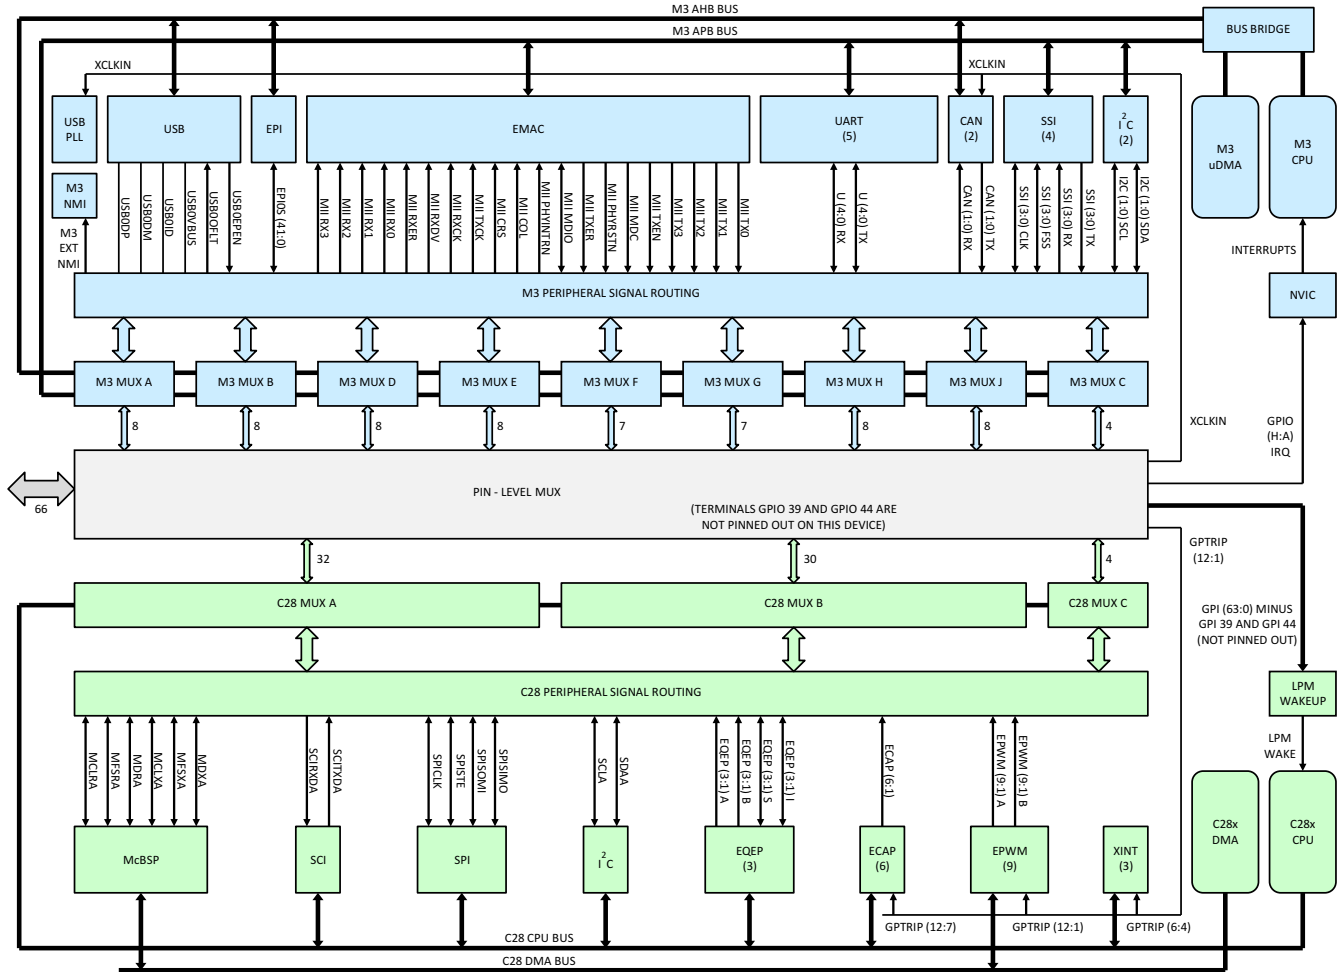 M3 AHB BUS
M3 APB BUS
BUS BRIDGE
XCLKIN
XCLKIN
USB
PLL
USB
EPI
EMAC
UART
(5)
CAN
(2)
SSI
(4)
I2C
(2)
M3
uDMA
M3
CPU
M3
NMI
M3
EXT
NMI
USB0DP
USB0DM
USB0ID
USB0VBUS
USB0OFLT
USB0EPEN
EPI0S (41:0)
MII RX3
MII RX2
MII RX1
MII RX0
MII RXER
MII RXDV
MII RXCK
MII TXCK
MII CRS
MII COL
MII PHYINTRN
MII MDIO
MII TXER
MII PHYRSTN
MII MDC
MII TXEN
MII TX3
MII TX2
MII TX1
MII TX0
U (4:0) RX
U (4:0) TX
CAN (1:0) RX
CAN (1:0) TX
SSI (3:0) CLK
SSI (3:0) FSS
SSI (3:0) RX
SSI (3:0) TX
I2C (1:0) SCL
I2C (1:0) SDA
INTERRUPTS
M3 PERIPHERAL SIGNAL ROUTING
NVIC
M3 MUX A
M3 MUX B
M3 MUX D
M3 MUX E
M3 MUX F
M3 MUX G
M3 MUX H
M3 MUX J
M3 MUX C
8
8
8
8
7
7
8
8
4
XCLKIN
GPIO
(H:A)
IRQ
66
PIN - LEVEL MUX
(TERMINALS GPIO 39 AND GPIO 44 ARE
NOT PINNED OUT ON THIS DEVICE)
GPTRIP
(12:1)
32
30
4
C28 MUX A
C28 MUX B
C28 MUX C
GPI (63:0) MINUS
GPI 39 AND GPI 44
(NOT PINNED OUT)
C28 PERIPHERAL SIGNAL ROUTING
LPM
WAKEUP
LPM
WAKE
MCLRA
MFSRA
MDRA
MCLXA
MFSXA
MDXA
SCIRXDA
SCITXDA
SPICLK
SPISTE
SPISOMI
SPISIMO
SCLA
SDAA
EQEP (3:1) A
EQEP (3:1) B
EQEP (3:1) S
EQEP (3:1) I
ECAP (6:1)
EPWM (9:1) A
EPWM (9:1) B
McBSP
SCI
SPI
I2C
EQEP
(3)
ECAP
(6)
EPWM
(9)
XINT
(3)
C28x
DMA
C28x
CPU
GPTRIP (12:7)
GPTRIP (12:1)
GPTRIP (6:4)
C28 CPU BUS
C28 DMA BUS